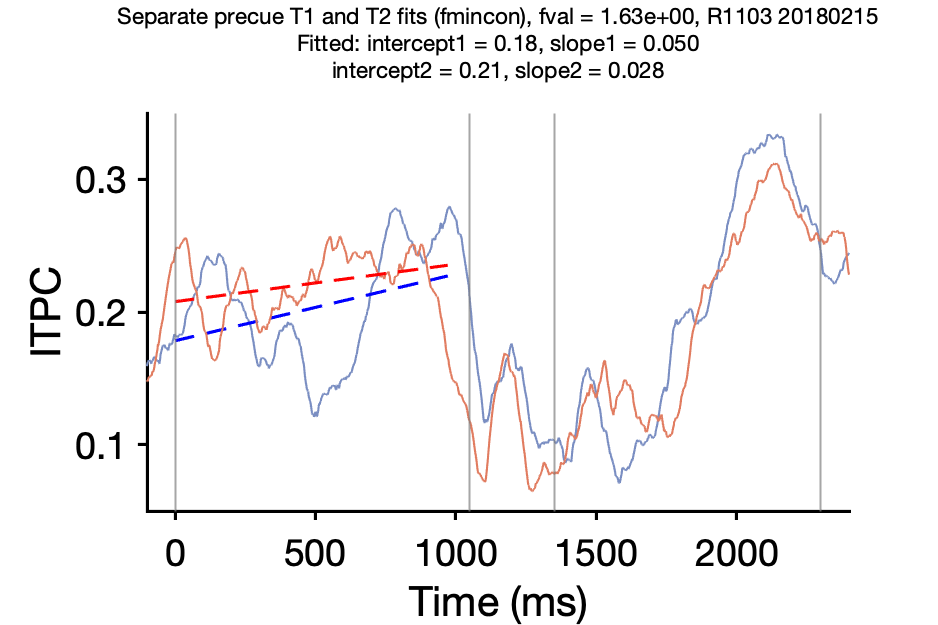 Separate precue T1 and T2 fits (fmincon), fval = 1.63e+00, R1103 20180215
Fitted: intercept1 = 0.18, slope1 = 0.050
intercept2 = 0.21, slope2 = 0.028
0.3
0.2
0.1
ITPC
0 500 1000 1500 2000
Time (ms)